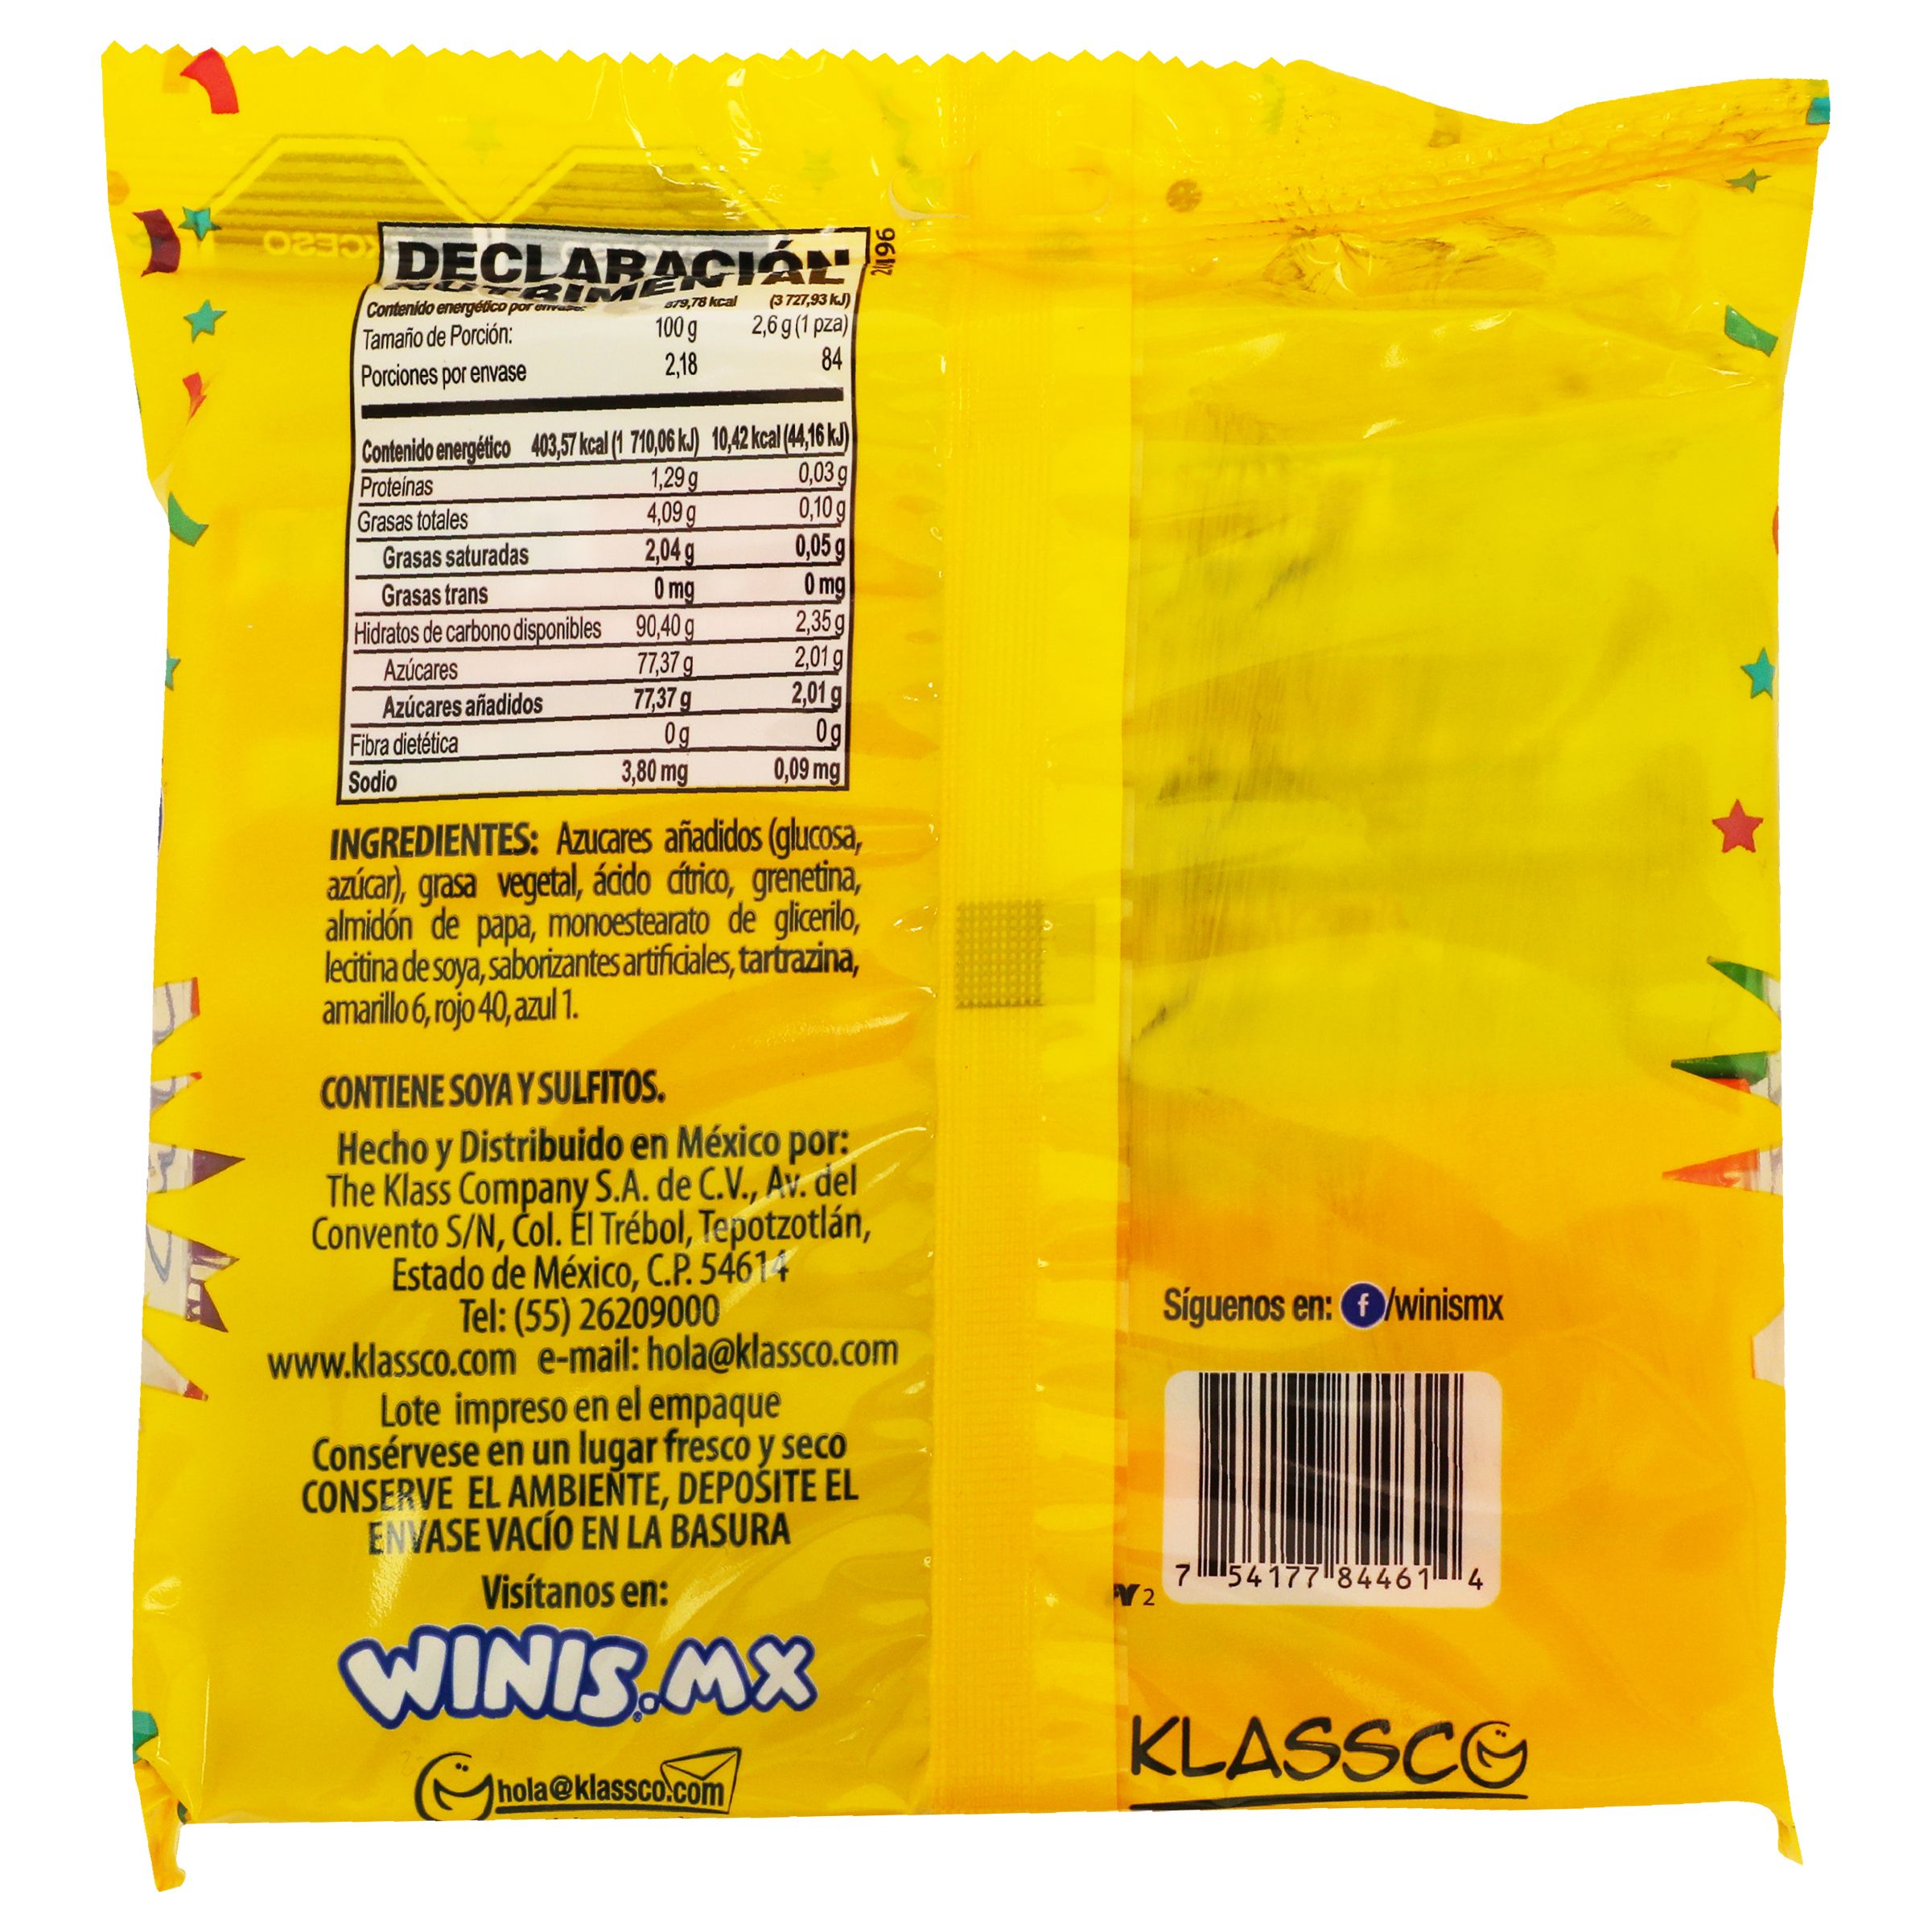 DECLARACIÓN
NUTRIMENTAL
20196
Contenido energético por envase: 879,78 kcal (3 727,93 kJ)
Tamaño de Porción: 100 g 2,6 g (1 pza)
Porciones por envase 2,18 84
Contenido energético 403,57 kcal (1 710,06 kJ) 10,42 kcal (44,16 kJ)
Proteínas 1,29 g 0,03 g
Grasas totales 4,09 g 0,10 g
Grasas saturadas 2,04 g 0,05 g
Grasas trans 0 mg 0 mg
Hidratos de carbono disponibles 90,40 g 2,35 g
Azúcares 77,37 g 2,01 g
Azúcares añadidos 77,37 g 2,01 g
Fibra dietética 0 g 0 g
Sodio 3,80 mg 0,09 mg
INGREDIENTES: Azucares añadidos (glucosa,
azúcar), grasa vegetal, ácido cítrico, grenetina,
almidón de papa, monoestearato de glicerilo,
lecitina de soya, saborizantes artificiales, tartrazina,
amarillo 6, rojo 40, azul 1.
CONTIENE SOYA Y SULFITOS.
Hecho y Distribuido en México por:
The Klass Company S.A. de C.V., Av. del
Convento S/N, Col. El Trébol, Tepotzotlán,
Estado de México, C.P. 54614
Tel: (55) 26209000
www.klassco.com e-mail: hola@klassco.com
Lote impreso en el empaque
Consérvese en un lugar fresco y seco
CONSERVE EL AMBIENTE, DEPOSITE EL
ENVASE VACÍO EN LA BASURA
Visítanos en:
WINIS.MX
hola@klassco.com
Síguenos en: f/winismx
7 54177 84461 4
2
KLASSCO